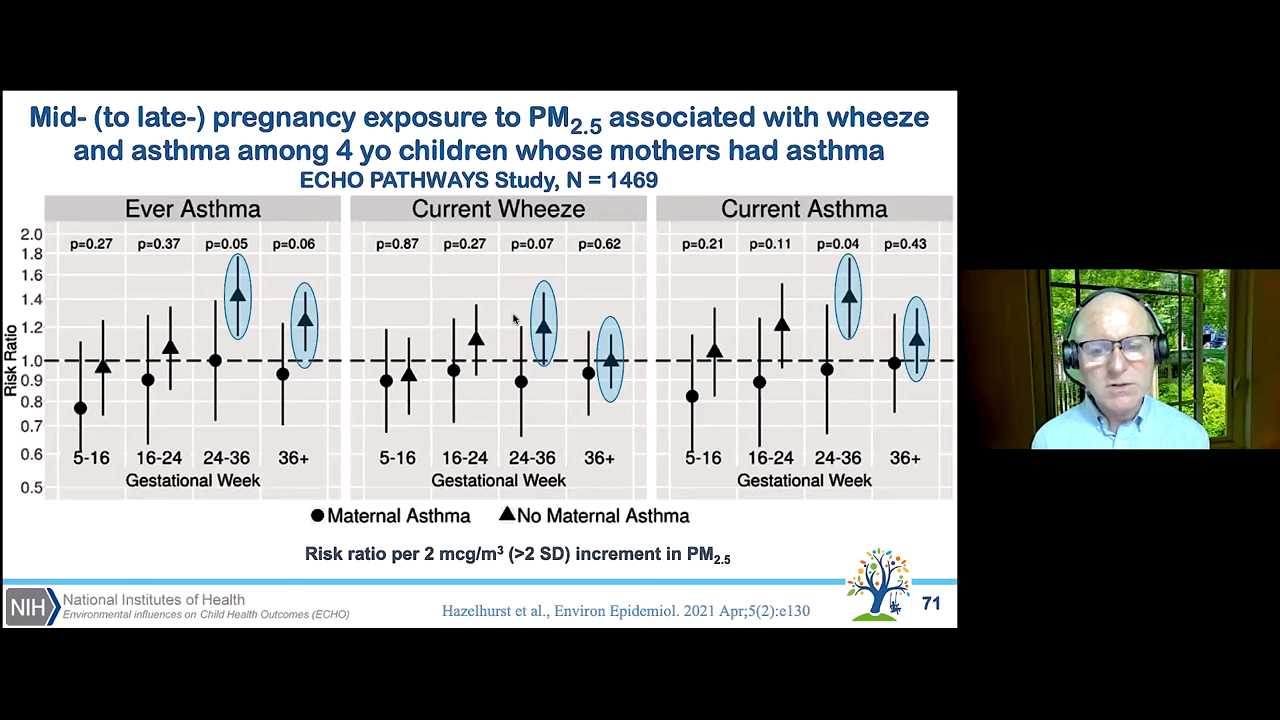 Mid- (to late-) pregnancy exposure to PM2.5 associated with wheeze
and asthma among 4 yo children whose mothers had asthma
ECHO PATHWAYS Study, N = 1469
Ever Asthma
Current Wheeze
Current Asthma
Risk Ratio
2.0
1.8
1.6
1.4
1.2
1.0
0.9
0.8
0.7
0.6
0.5
p=0.27 p=0.37 p=0.05 p=0.06
p=0.87 p=0.27 p=0.07 p=0.62
p=0.21 p=0.11 p=0.04 p=0.43
5-16 16-24 24-36 36+
Gestational Week
5-16 16-24 24-36 36+
Gestational Week
5-16 16-24 24-36 36+
Gestational Week
Maternal Asthma No Maternal Asthma
Risk ratio per 2 mcg/m³ (>2 SD) increment in PM2.5
NIH
National Institutes of Health
Environmental influences on Child Health Outcomes (ECHO)
Hazelhurst et al., Environ Epidemiol. 2021 Apr;5(2):e130
71